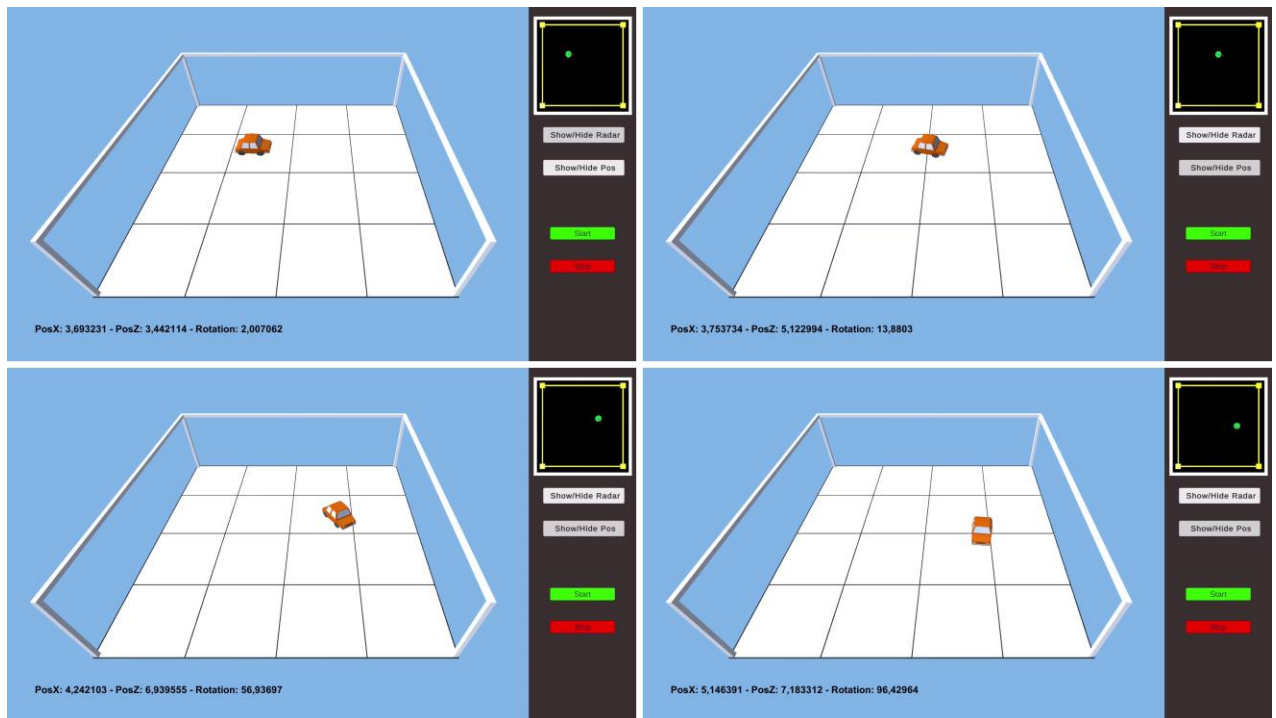 Show/Hide Radar
Show/Hide Pos
Start
Stop
PosX: 3,693231 - PosZ: 3,442114 - Rotation: 2,007062
Show/Hide Radar
Show/Hide Pos
Start
Stop
PosX: 3,753734 - PosZ: 5,122994 - Rotation: 13,8803
Show/Hide Radar
Show/Hide Pos
Start
Stop
PosX: 4,242103 - PosZ: 6,939555 - Rotation: 56,93697
Show/Hide Radar
Show/Hide Pos
Start
Stop
PosX: 5,146391 - PosZ: 7,183312 - Rotation: 96,42964